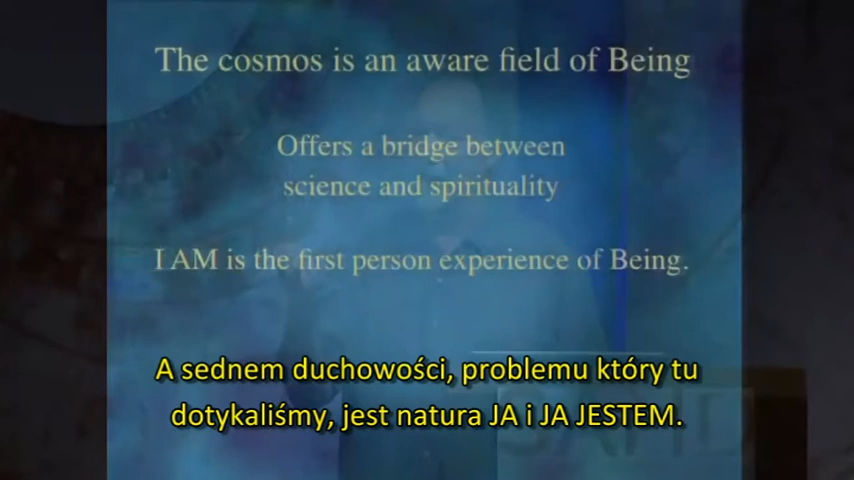 The cosmos is an aware field of Being
Offers a bridge between
science and spirituality
I AM is the first person experience of Being.
A sednem duchowości, problemu który tu
dotykaliśmy, jest natura JA i JA JESTEM.